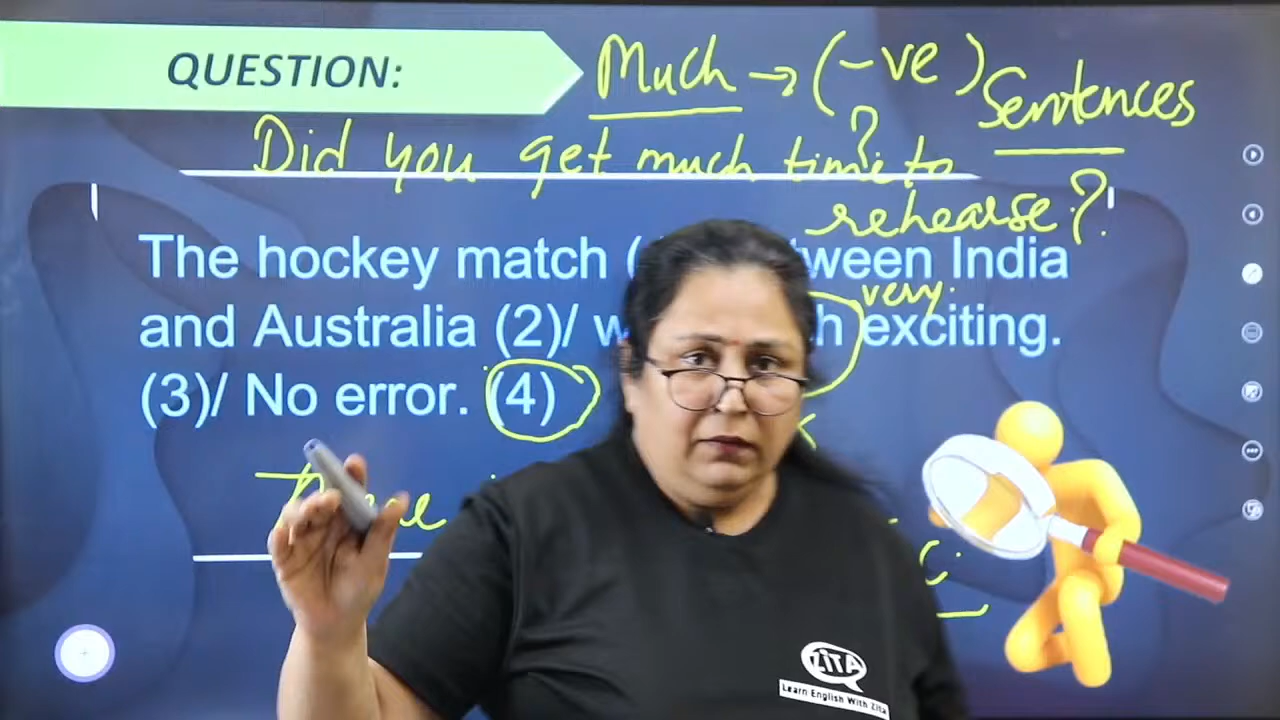 QUESTION:
Much → (-ve) Sentences
?
Did you get much time to
rehearse?
The hockey match ( ween India
very
and Australia (2)/ w h exciting.
(3)/ No error. (4)
ZiTA
Learn English With Zita